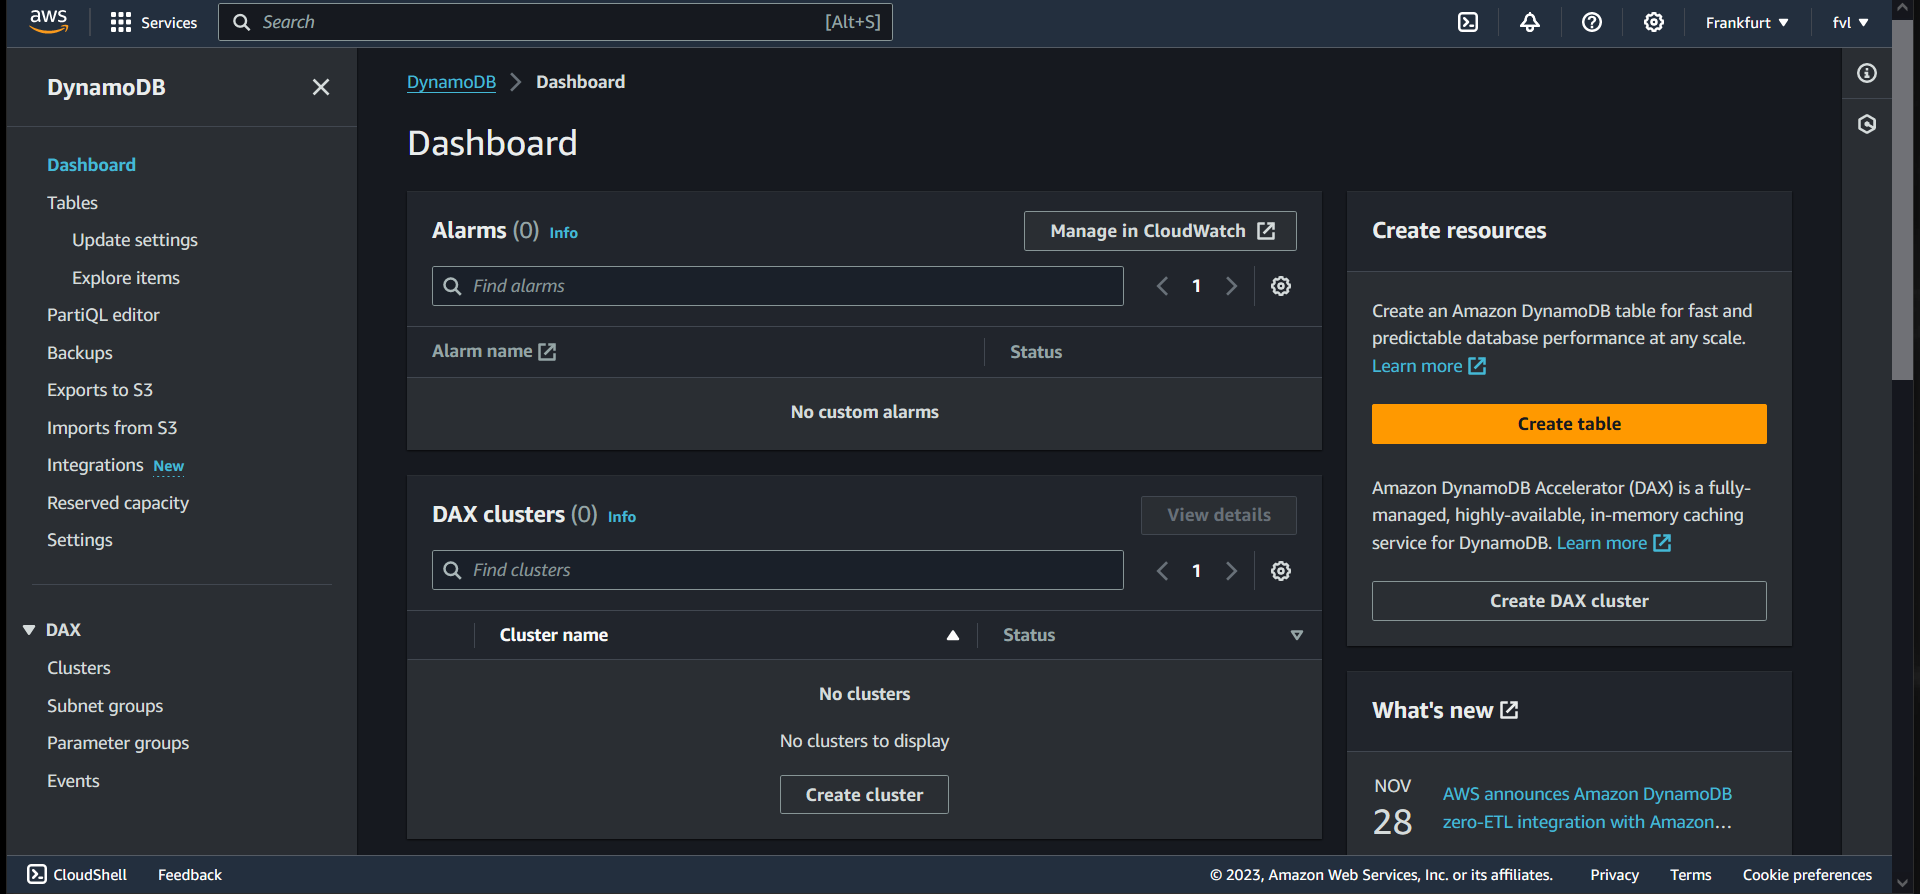 aws
Services
Search [Alt+S]
Frankfurt
fvl
DynamoDB
Dashboard
Tables
Update settings
Explore items
PartiQL editor
Backups
Exports to S3
Imports from S3
Integrations New
Reserved capacity
Settings
DAX
Clusters
Subnet groups
Parameter groups
Events
DynamoDB Dashboard
Dashboard
Alarms (0) Info
Manage in CloudWatch
Find alarms
1
Alarm name Status
No custom alarms
DAX clusters (0) Info
View details
Find clusters
1
Cluster name Status
No clusters
No clusters to display
Create cluster
Create resources
Create an Amazon DynamoDB table for fast and
predictable database performance at any scale.
Learn more
Create table
Amazon DynamoDB Accelerator (DAX) is a fully-
managed, highly-available, in-memory caching
service for DynamoDB. Learn more
Create DAX cluster
What's new
NOV
28
AWS announces Amazon DynamoDB
zero-ETL integration with Amazon...
CloudShell Feedback
© 2023, Amazon Web Services, Inc. or its affiliates. Privacy Terms Cookie preferences